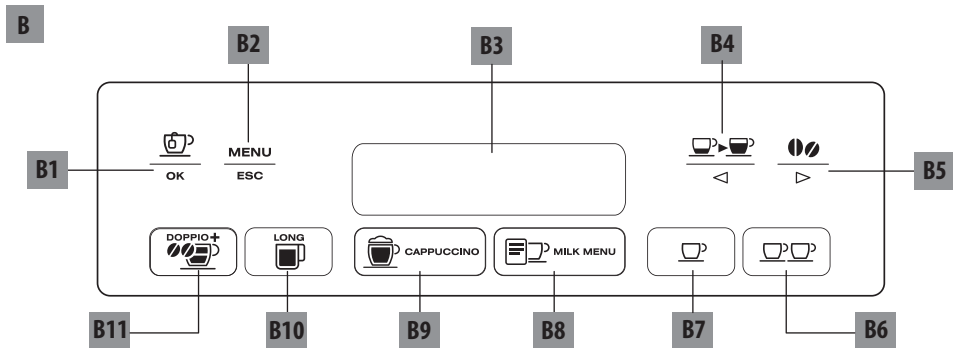 B
B2
B3
B4
B1
OK
MENU
ESC
B5
DOPPIO+
LONG
CAPPUCCINO
MILK MENU
B11
B10
B9
B8
B7
B6